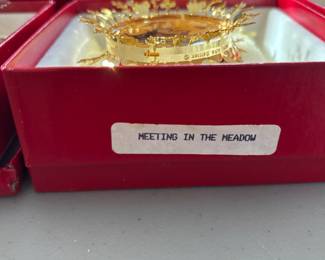 MEETING IN THE MEADOW